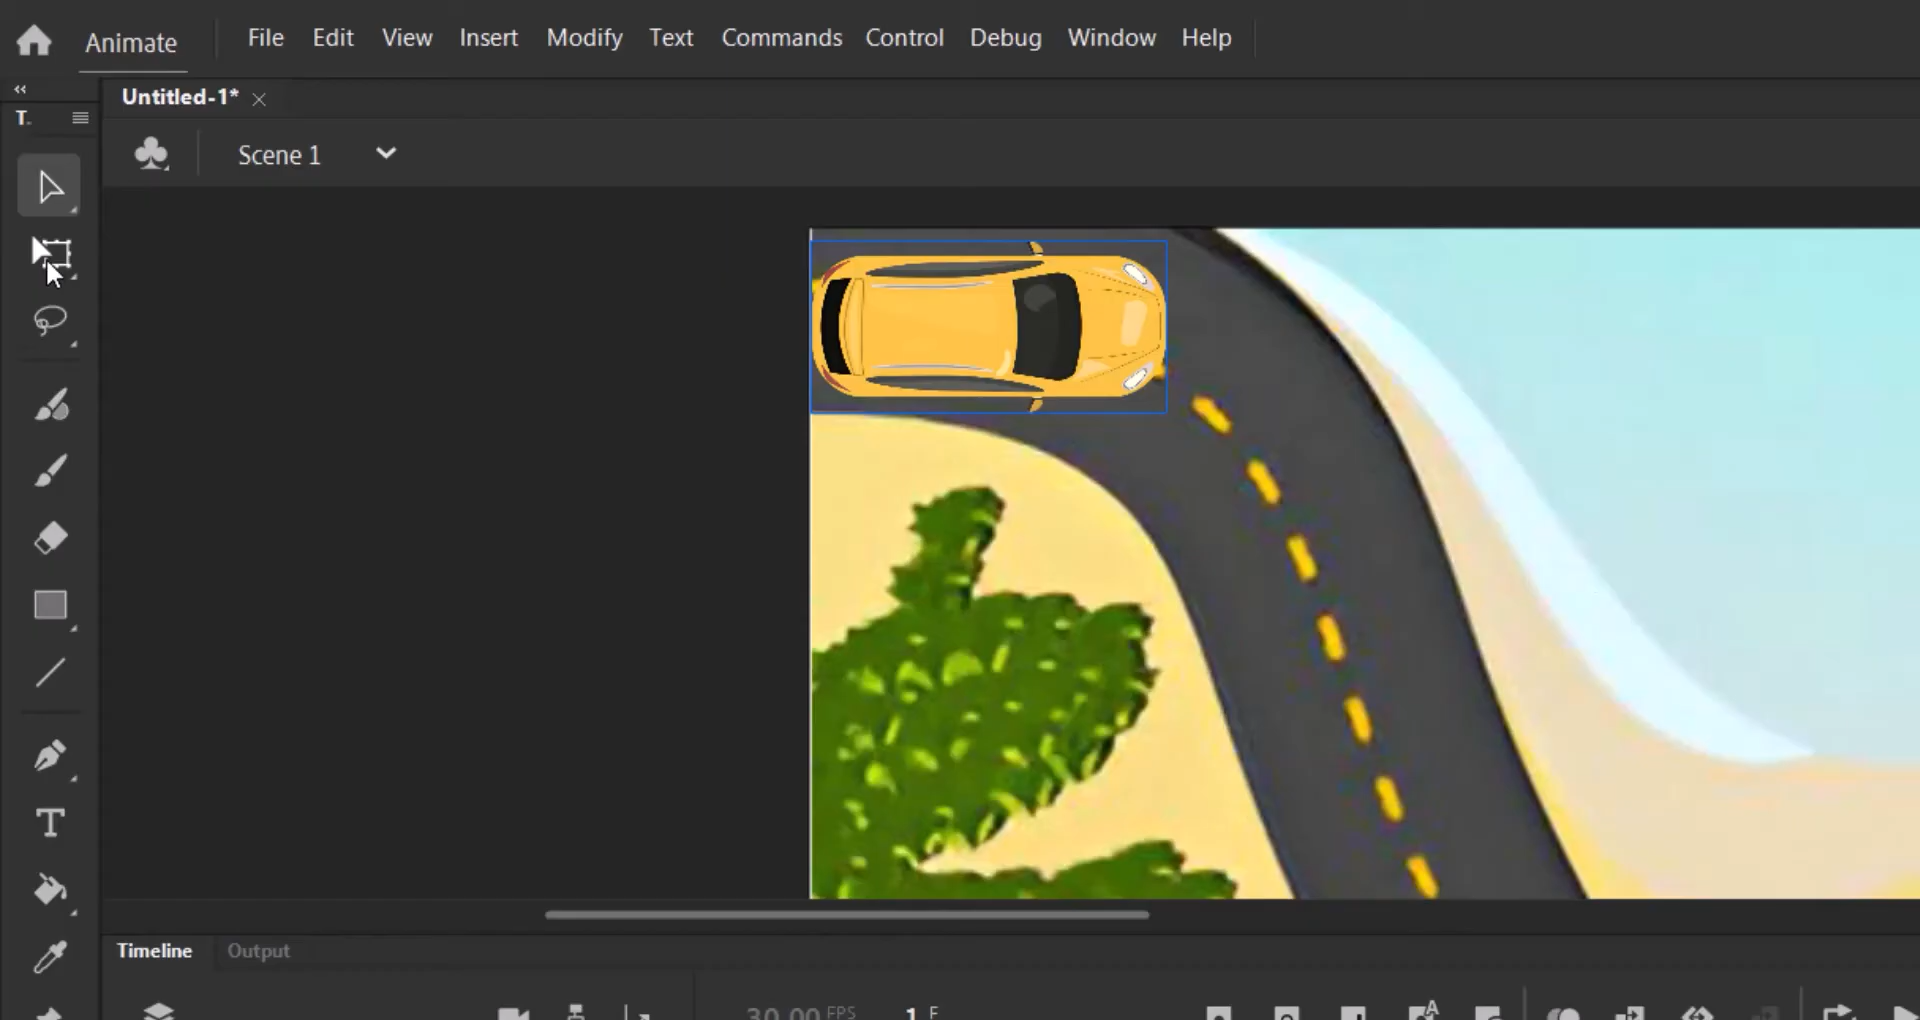 Animate File Edit View Insert Modify Text Commands Control Debug Window Help
Untitled-1*
T..
Scene 1
Timeline Output
30.00 FPS 1 F